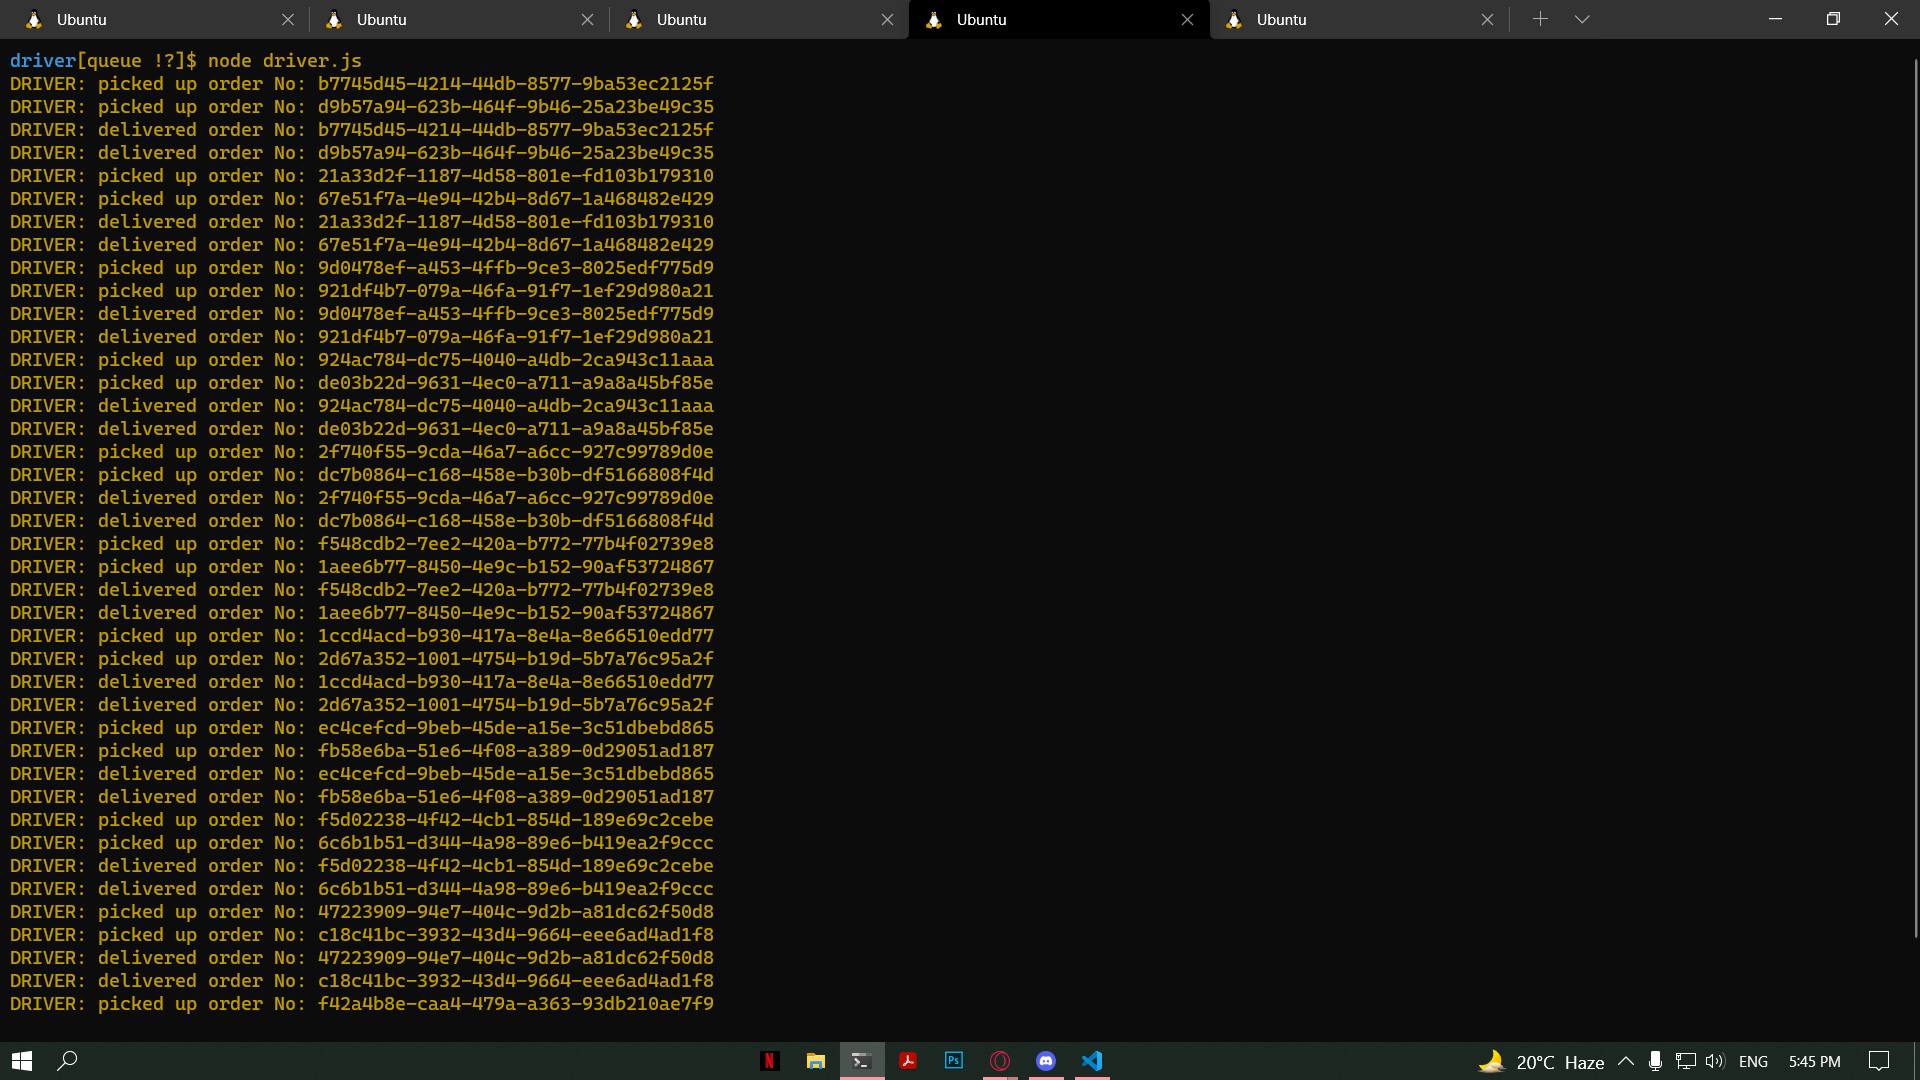 Ubuntu Ubuntu Ubuntu Ubuntu Ubuntu
driver[queue !?]$ node driver.js
DRIVER: picked up order No: b7745d45-4214-44db-8577-9ba53ec2125f
DRIVER: picked up order No: d9b57a94-623b-464f-9b46-25a23be49c35
DRIVER: delivered order No: b7745d45-4214-44db-8577-9ba53ec2125f
DRIVER: delivered order No: d9b57a94-623b-464f-9b46-25a23be49c35
DRIVER: picked up order No: 21a33d2f-1187-4d58-801e-fd103b179310
DRIVER: picked up order No: 67e51f7a-4e94-42b4-8d67-1a468482e429
DRIVER: delivered order No: 21a33d2f-1187-4d58-801e-fd103b179310
DRIVER: delivered order No: 67e51f7a-4e94-42b4-8d67-1a468482e429
DRIVER: picked up order No: 9d0478ef-a453-4ffb-9ce3-8025edf775d9
DRIVER: picked up order No: 921df4b7-079a-46fa-91f7-1ef29d980a21
DRIVER: delivered order No: 9d0478ef-a453-4ffb-9ce3-8025edf775d9
DRIVER: delivered order No: 921df4b7-079a-46fa-91f7-1ef29d980a21
DRIVER: picked up order No: 924ac784-dc75-4040-a4db-2ca943c11aaa
DRIVER: picked up order No: de03b22d-9631-4ec0-a711-a9a8a45bf85e
DRIVER: delivered order No: 924ac784-dc75-4040-a4db-2ca943c11aaa
DRIVER: delivered order No: de03b22d-9631-4ec0-a711-a9a8a45bf85e
DRIVER: picked up order No: 2f740f55-9cda-46a7-a6cc-927c99789d0e
DRIVER: picked up order No: dc7b0864-c168-458e-b30b-df5166808f4d
DRIVER: delivered order No: 2f740f55-9cda-46a7-a6cc-927c99789d0e
DRIVER: delivered order No: dc7b0864-c168-458e-b30b-df5166808f4d
DRIVER: picked up order No: f548cdb2-7ee2-420a-b772-77b4f02739e8
DRIVER: picked up order No: 1aee6b77-8450-4e9c-b152-90af53724867
DRIVER: delivered order No: f548cdb2-7ee2-420a-b772-77b4f02739e8
DRIVER: delivered order No: 1aee6b77-8450-4e9c-b152-90af53724867
DRIVER: picked up order No: 1ccd4acd-b930-417a-8e4a-8e66510edd77
DRIVER: picked up order No: 2d67a352-1001-4754-b19d-5b7a76c95a2f
DRIVER: delivered order No: 1ccd4acd-b930-417a-8e4a-8e66510edd77
DRIVER: delivered order No: 2d67a352-1001-4754-b19d-5b7a76c95a2f
DRIVER: picked up order No: ec4cefcd-9beb-45de-a15e-3c51dbebd865
DRIVER: picked up order No: fb58e6ba-51e6-4f08-a389-0d29051ad187
DRIVER: delivered order No: ec4cefcd-9beb-45de-a15e-3c51dbebd865
DRIVER: delivered order No: fb58e6ba-51e6-4f08-a389-0d29051ad187
DRIVER: picked up order No: f5d02238-4f42-4cb1-854d-189e69c2cebe
DRIVER: picked up order No: 6c6b1b51-d344-4a98-89e6-b419ea2f9ccc
DRIVER: delivered order No: f5d02238-4f42-4cb1-854d-189e69c2cebe
DRIVER: delivered order No: 6c6b1b51-d344-4a98-89e6-b419ea2f9ccc
DRIVER: picked up order No: 47223909-94e7-404c-9d2b-a81dc62f50d8
DRIVER: picked up order No: c18c41bc-3932-43d4-9664-eee6ad4ad1f8
DRIVER: delivered order No: 47223909-94e7-404c-9d2b-a81dc62f50d8
DRIVER: delivered order No: c18c41bc-3932-43d4-9664-eee6ad4ad1f8
DRIVER: picked up order No: f42a4b8e-caa4-479a-a363-93db210ae7f9
N Ps 20°C Haze ENG 5:45 PM